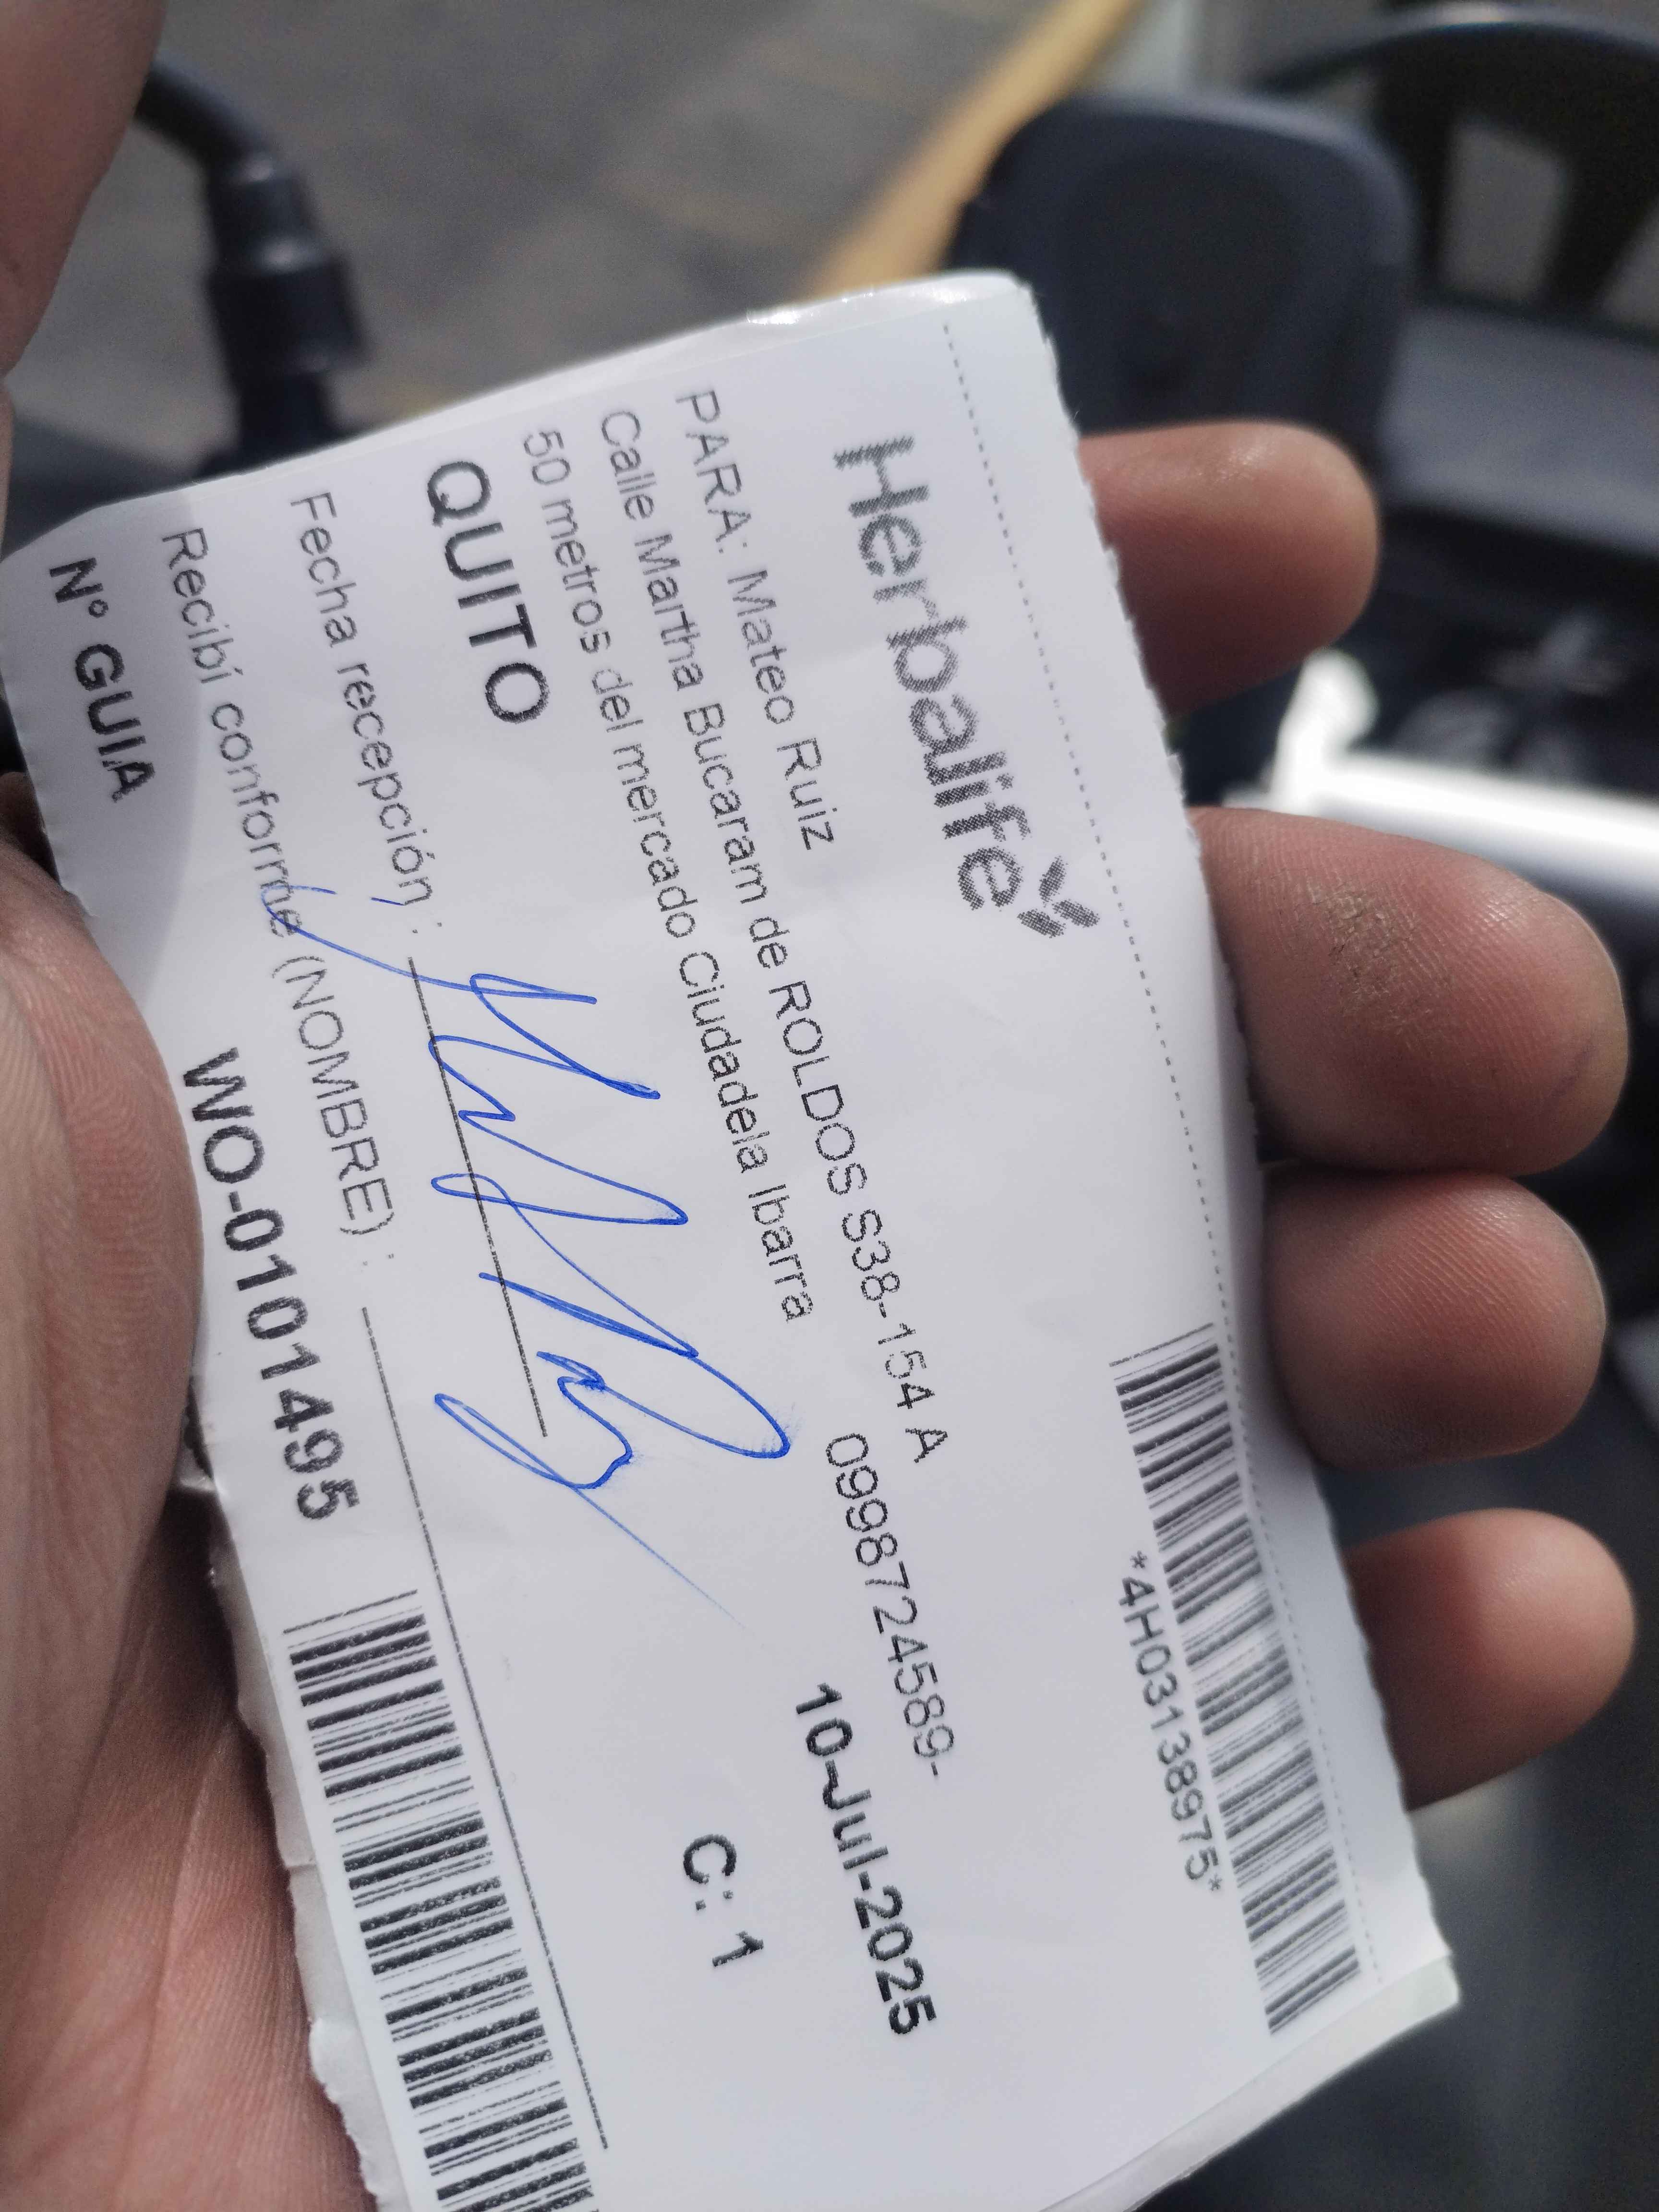 Herbalife
*4H03138975*
PARA: Mateo Ruiz
Calle Martha Bucaram de ROLDOS S38-154 A
50 metros del mercado Ciudadela Ibarra
0998724589-
QUITO
10-Jul-2025
C: 1
Fecha recepción :
Recibí conforme (NOMBRE) :
Nº GUIA
WO-0101495